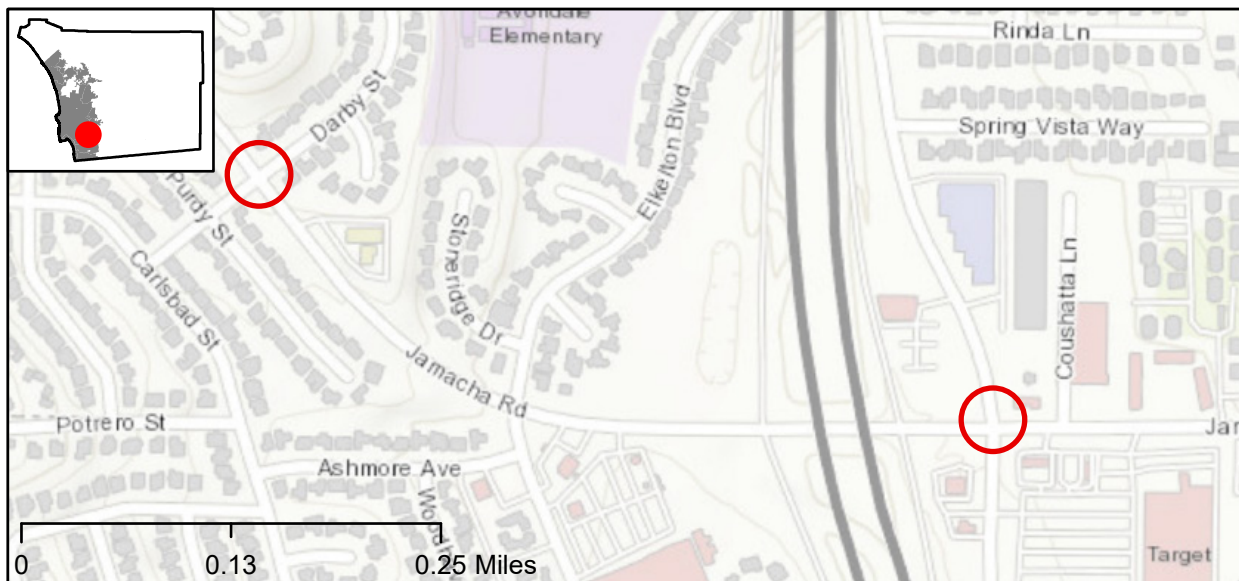 Avondale
Elementary
Rinda Ln
Darby St
Elkelton Blvd
Spring Vista Way
Purdy St
Stoneridge Dr
Carlsbad St
Coushatta Ln
Jamacha Rd
Potrero St
Jar
Ashmore Ave
0
0.13
0.25 Miles
Target